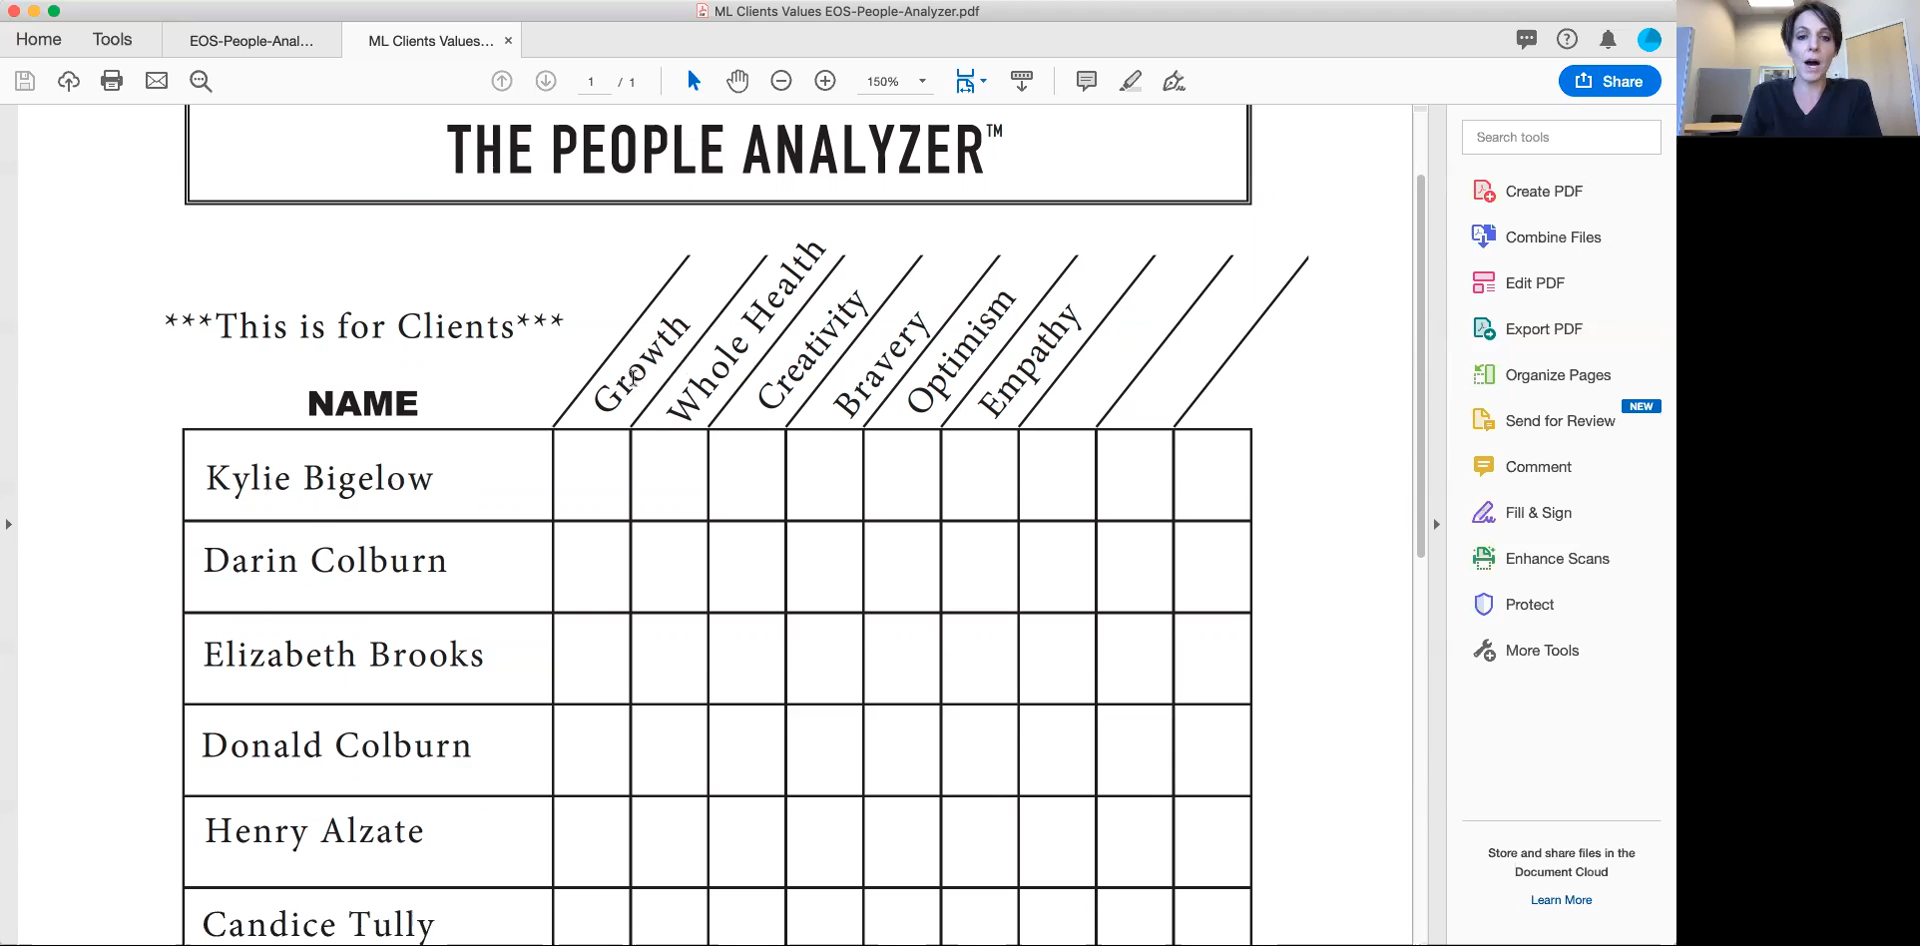 ML Clients Values EOS-People-Analyzer.pdf
Home
Tools
EOS-People-Anal...
ML Clients Values...
1 / 1
150%
Share
THE PEOPLE ANALYZER™
***This is for Clients***
NAME
Growth
Whole Health
Creativity
Bravery
Optimism
Empathy
Kylie Bigelow
Darin Colburn
Elizabeth Brooks
Donald Colburn
Henry Alzate
Candice Tully
Search tools
Create PDF
Combine Files
Edit PDF
Export PDF
Organize Pages
Send for Review
NEW
Comment
Fill & Sign
Enhance Scans
Protect
More Tools
Store and share files in the
Document Cloud
Learn More